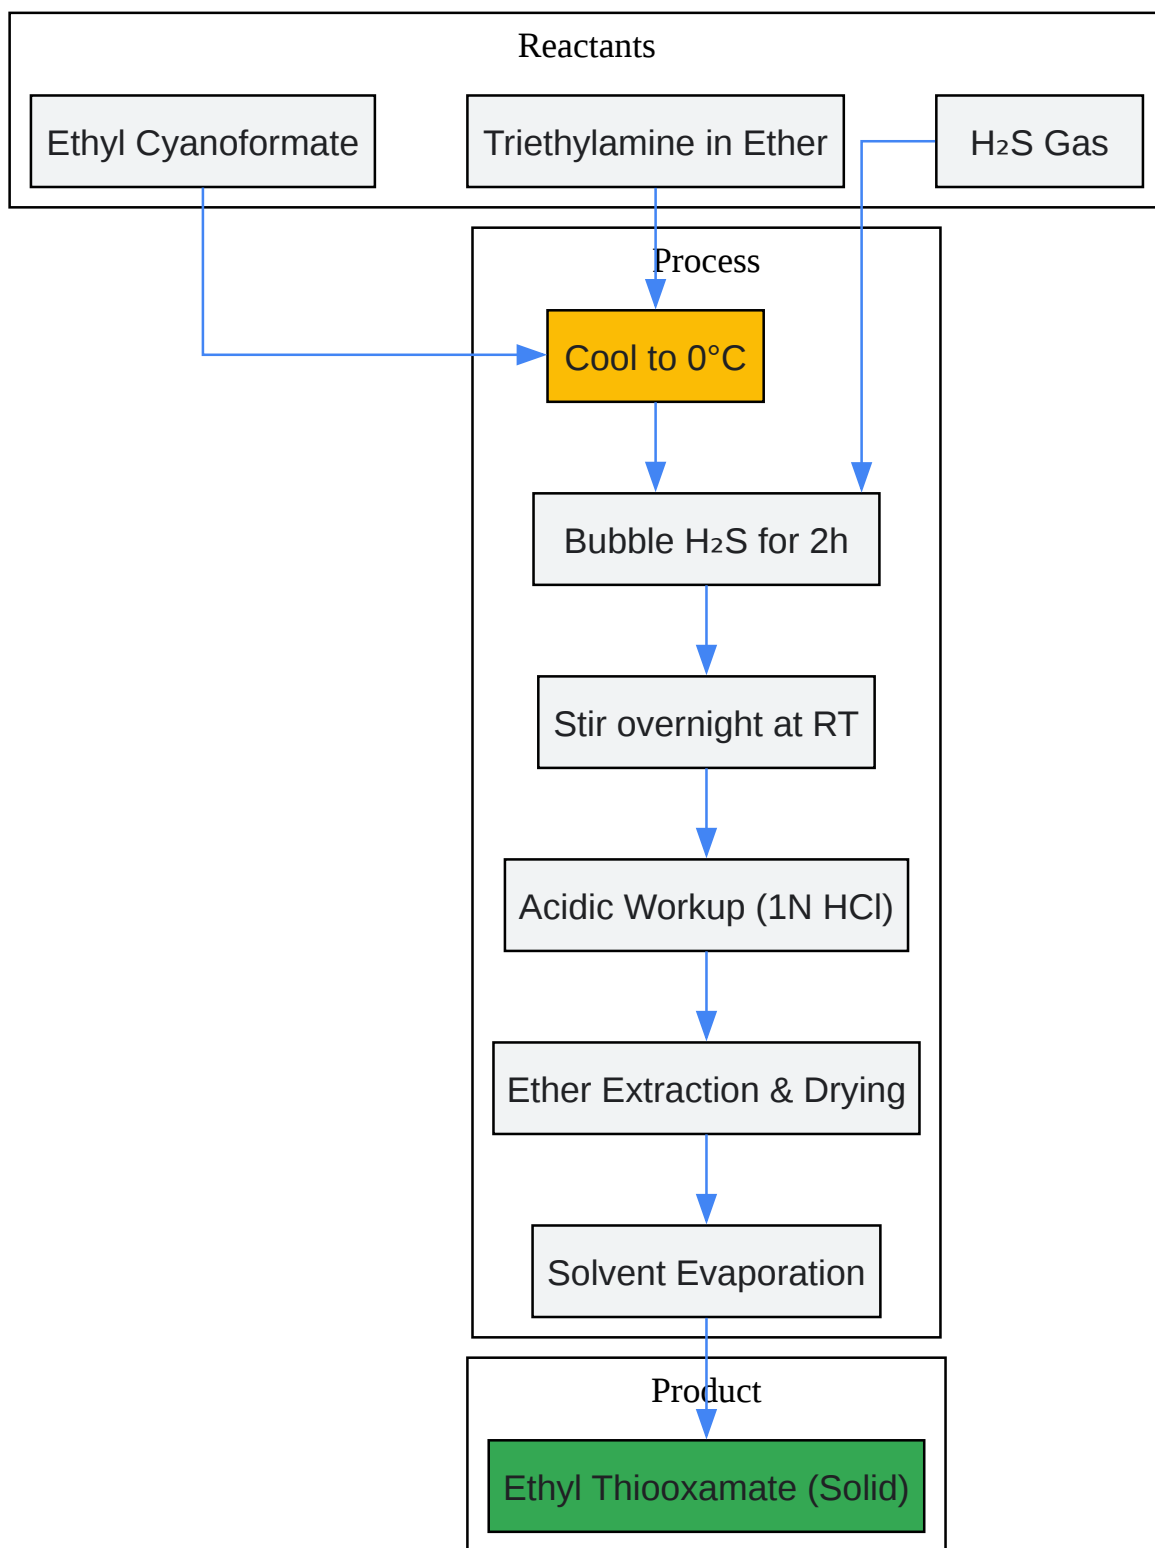 Reactants
Ethyl Cyanoformate
Triethylamine in Ether
H₂S Gas
Process
Cool to 0°C
Bubble H₂S for 2h
Stir overnight at RT
Acidic Workup (1N HCl)
Ether Extraction & Drying
Solvent Evaporation
Product
Ethyl Thiooxamate (Solid)